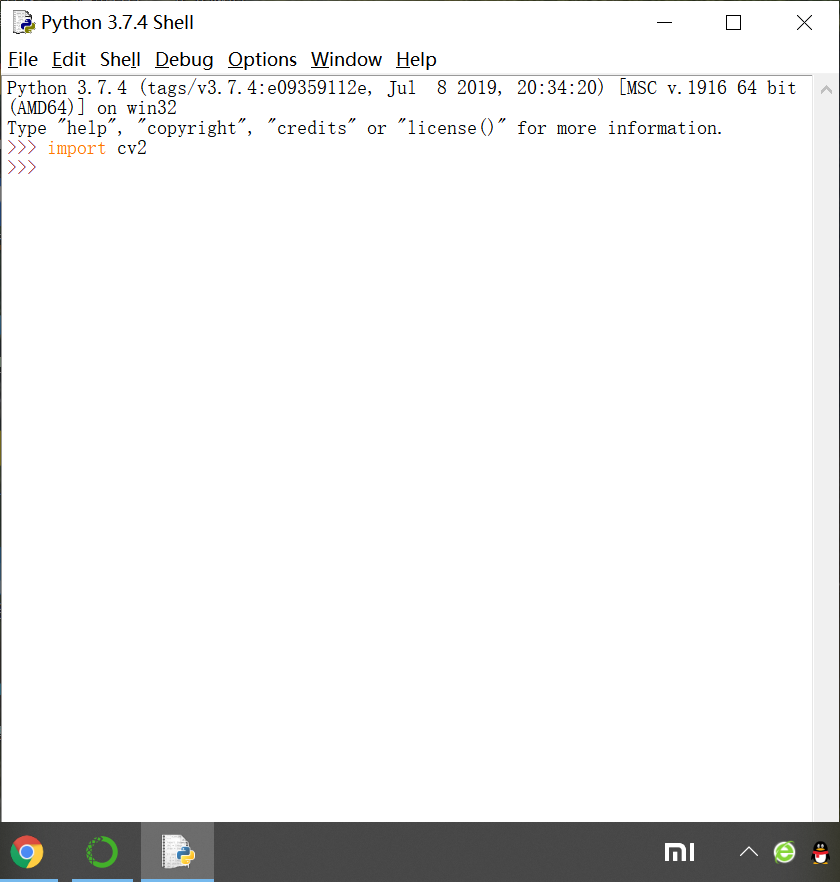 Python 3.7.4 Shell
File Edit Shell Debug Options Window Help
Python 3.7.4 (tags/v3.7.4:e09359112e, Jul  8 2019, 20:34:20) [MSC v.1916 64 bit
(AMD64)] on win32
Type "help", "copyright", "credits" or "license()" for more information.
>>> import cv2
>>>
mi